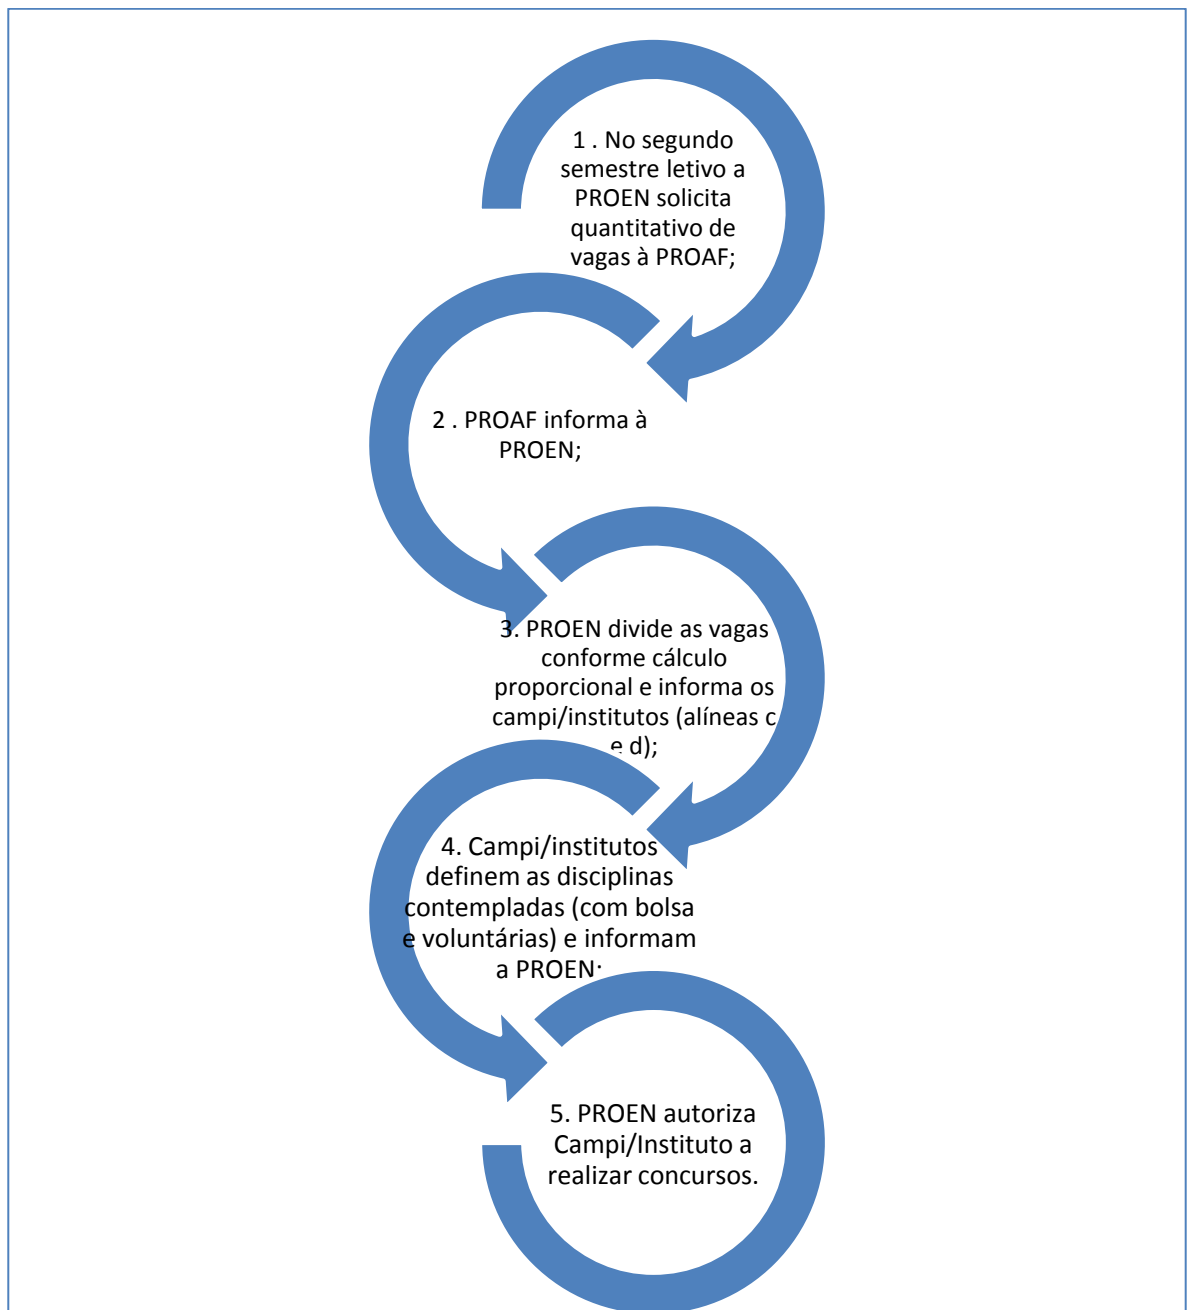 1 . No segundo
semestre letivo a
PROEN solicita
quantitativo de
vagas à PROAF;
2 . PROAF informa à
PROEN;
3. PROEN divide as vagas
conforme cálculo
proporcional e informa os
campi/institutos (alíneas c
e d);
4. Campi/institutos
definem as disciplinas
contempladas (com bolsa
e voluntárias) e informam
a PROEN;
5. PROEN autoriza
Campi/Instituto a
realizar concursos.